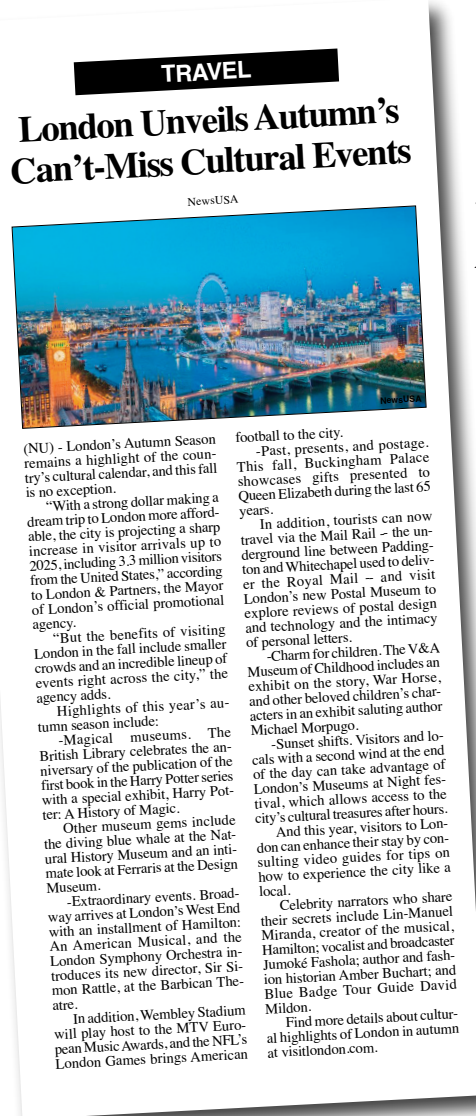 TRAVEL
London Unveils Autumn's
Can't-Miss Cultural Events
NewsUSA
NewsUSA
(NU) - London's Autumn Season
remains a highlight of the coun-
try's cultural calendar, and this fall
is no exception.
"With a strong dollar making a
dream trip to London more afford-
able, the city is projecting a sharp
increase in visitor arrivals up to
2025, including 3.3 million visitors
from the United States," according
to London & Partners, the Mayor
of London's official promotional
agency.
"But the benefits of visiting
London in the fall include smaller
crowds and an incredible lineup of
events right across the city," the
agency adds.
Highlights of this year's au-
tumn season include:
-Magical museums. The
British Library celebrates the an-
niversary of the publication of the
first book in the Harry Potter series
with a special exhibit, Harry Pot-
ter: A History of Magic.
Other museum gems include
the diving blue whale at the Nat-
ural History Museum and an inti-
mate look at Ferraris at the Design
Museum.
-Extraordinary events. Broad-
way arrives at London's West End
with an installment of Hamilton:
An American Musical, and the
London Symphony Orchestra in-
troduces its new director, Sir Si-
mon Rattle, at the Barbican The-
atre.
In addition, Wembley Stadium
will play host to the MTV Euro-
pean Music Awards, and the NFL's
London Games brings American
football to the city.
-Past, presents, and postage.
This fall, Buckingham Palace
showcases gifts presented to
Queen Elizabeth during the last 65
years.
In addition, tourists can now
travel via the Mail Rail – the un-
derground line between Padding-
ton and Whitechapel used to deliv-
er the Royal Mail – and visit
London's new Postal Museum to
explore reviews of postal design
and technology and the intimacy
of personal letters.
-Charm for children. The V&A
Museum of Childhood includes an
exhibit on the story, War Horse,
and other beloved children's char-
acters in an exhibit saluting author
Michael Morpugo.
-Sunset shifts. Visitors and lo-
cals with a second wind at the end
of the day can take advantage of
London's Museums at Night fes-
tival, which allows access to the
city's cultural treasures after hours.
And this year, visitors to Lon-
don can enhance their stay by con-
sulting video guides for tips on
how to experience the city like a
local.
Celebrity narrators who share
their secrets include Lin-Manuel
Miranda, creator of the musical,
Hamilton; vocalist and broadcaster
Jumoké Fashola; author and fash-
ion historian Amber Buchart; and
Blue Badge Tour Guide David
Mildon.
Find more details about cultur-
al highlights of London in autumn
at visitlondon.com.